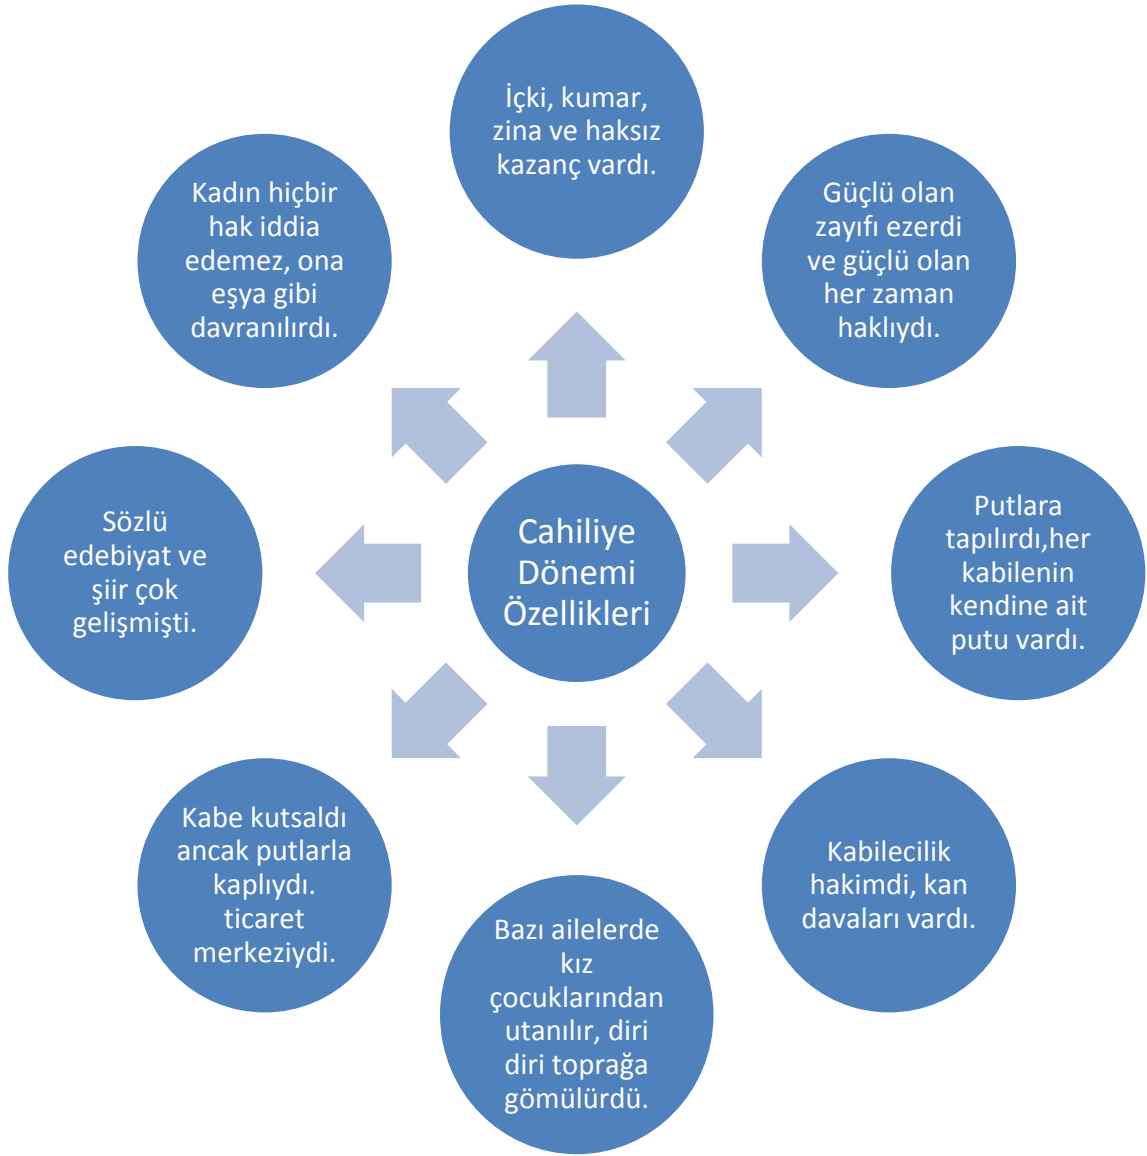 İçki, kumar,
zina ve haksız
kazanç vardı.
Güçlü olan
zayıfı ezerdi
ve güçlü olan
her zaman
haklıydı.
Putlara
tapılırdı,her
kabilenin
kendine ait
putu vardı.
Kabilecilik
hakimdi, kan
davaları vardı.
Bazı ailelerde
kız
çocuklarından
utanılır, diri
diri toprağa
gömülürdü.
Kabe kutsaldı
ancak putlarla
kaplıydı.
ticaret
merkeziydi.
Sözlü
edebiyat ve
şiir çok
gelişmişti.
Kadın hiçbir
hak iddia
edemez, ona
eşya gibi
davranılırdı.
Cahiliye
Dönemi
Özellikleri